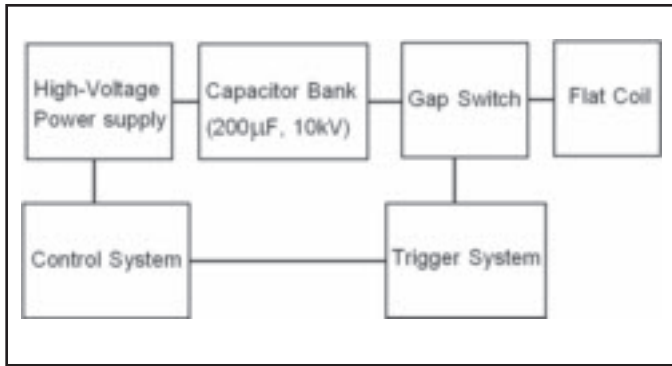 High-Voltage
Power supply
Capacitor Bank
(200μF, 10kV)
Gap Switch
Flat Coil
Control System
Trigger System